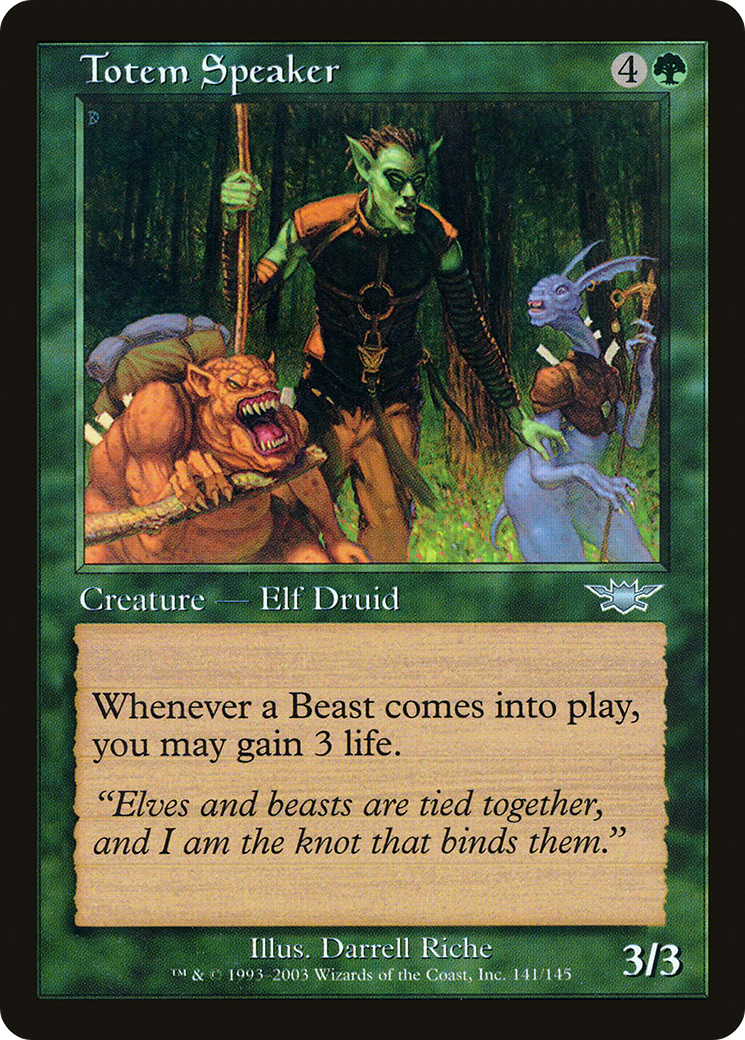 Totem Speaker
4
Creature — Elf Druid
Whenever a Beast comes into play,
you may gain 3 life.
“Elves and beasts are tied together,
and I am the knot that binds them.”
Illus. Darrell Riche
™ & © 1993–2003 Wizards of the Coast, Inc. 141/145
3/3